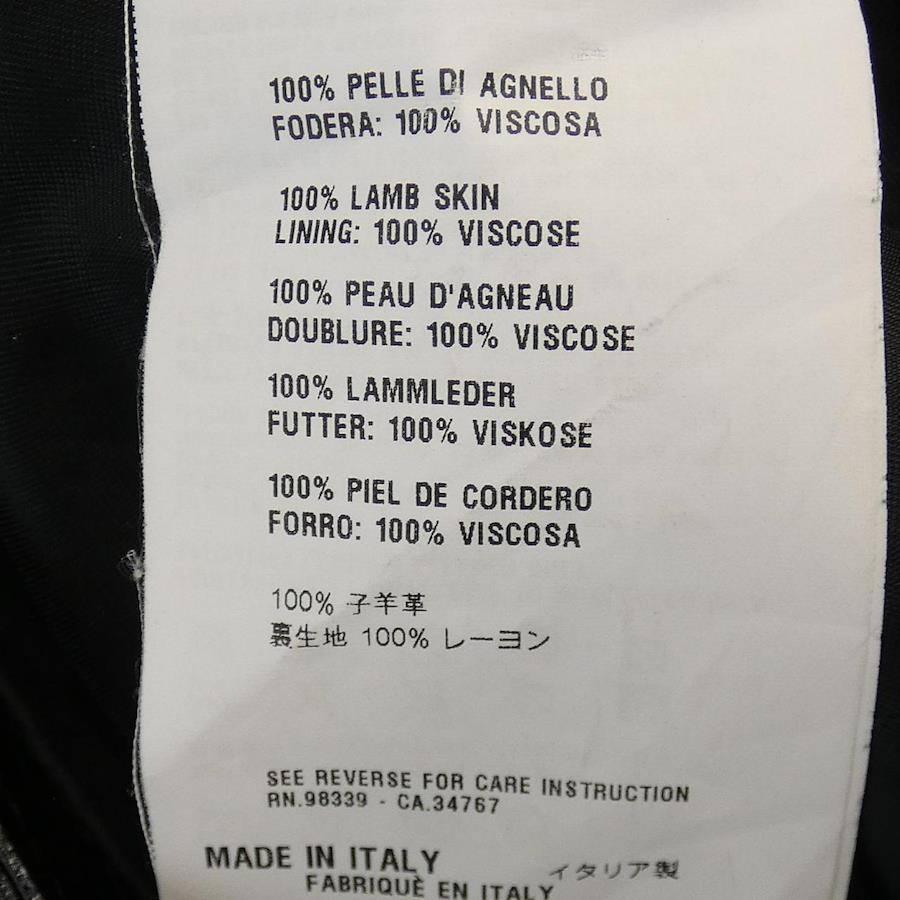 100% PELLE DI AGNELLO
FODERA: 100% VISCOSA
100% LAMB SKIN
LINING: 100% VISCOSE
100% PEAU D'AGNEAU
DOUBLURE: 100% VISCOSE
100% LAMMLEDER
FUTTER: 100% VISKOSE
100% PIEL DE CORDERO
FORRO: 100% VISCOSA
100% 子羊革
裏生地 100% レーヨン
SEE REVERSE FOR CARE INSTRUCTION
RN.98339 - CA.34767
MADE IN ITALY イタリア製
FABRIQUÈ EN ITALY